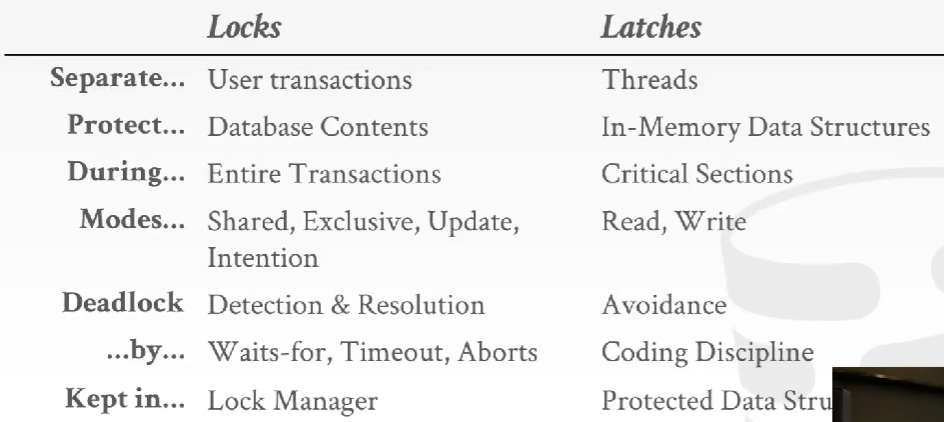 Locks Latches
Separate... User transactions Threads
Protect... Database Contents In-Memory Data Structures
During... Entire Transactions Critical Sections
Modes... Shared, Exclusive, Update, Read, Write
Intention
Deadlock Detection & Resolution Avoidance
...by... Waits-for, Timeout, Aborts Coding Discipline
Kept in... Lock Manager Protected Data